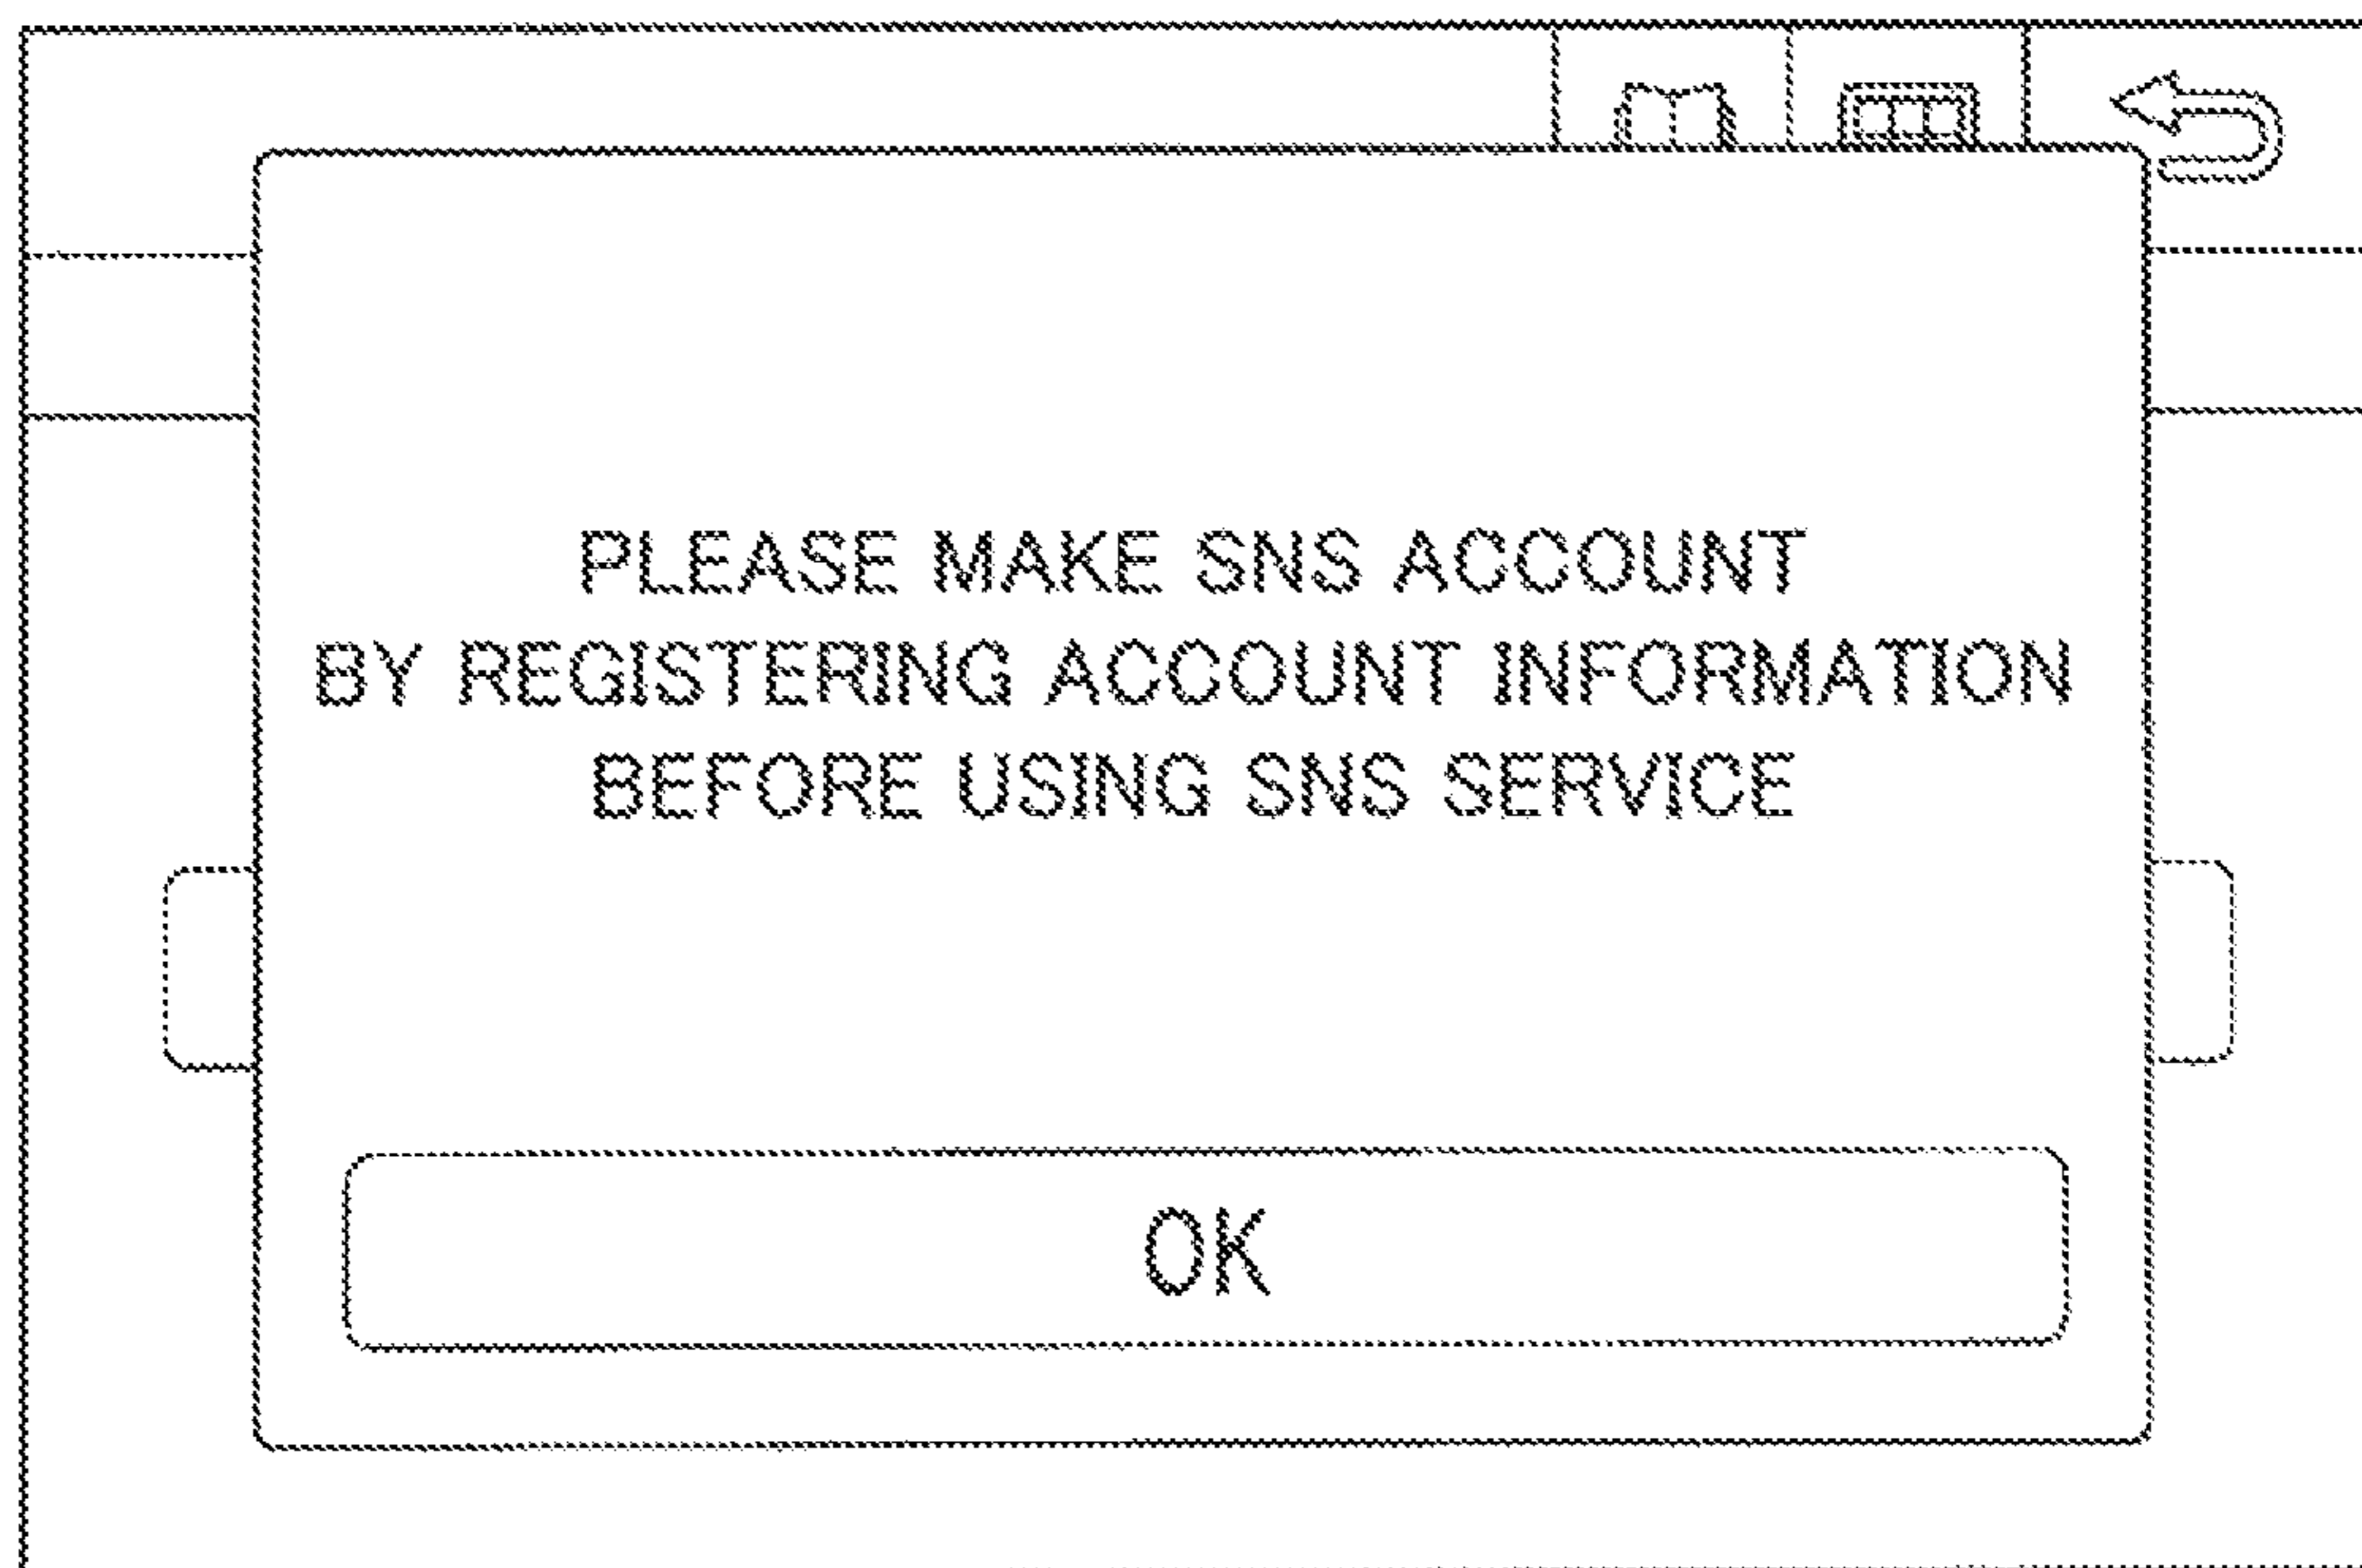 PLEASE MAKE SNS ACCOUNT
BY REGISTERING ACCOUNT INFORMATION
BEFORE USING SNS SERVICE
OK